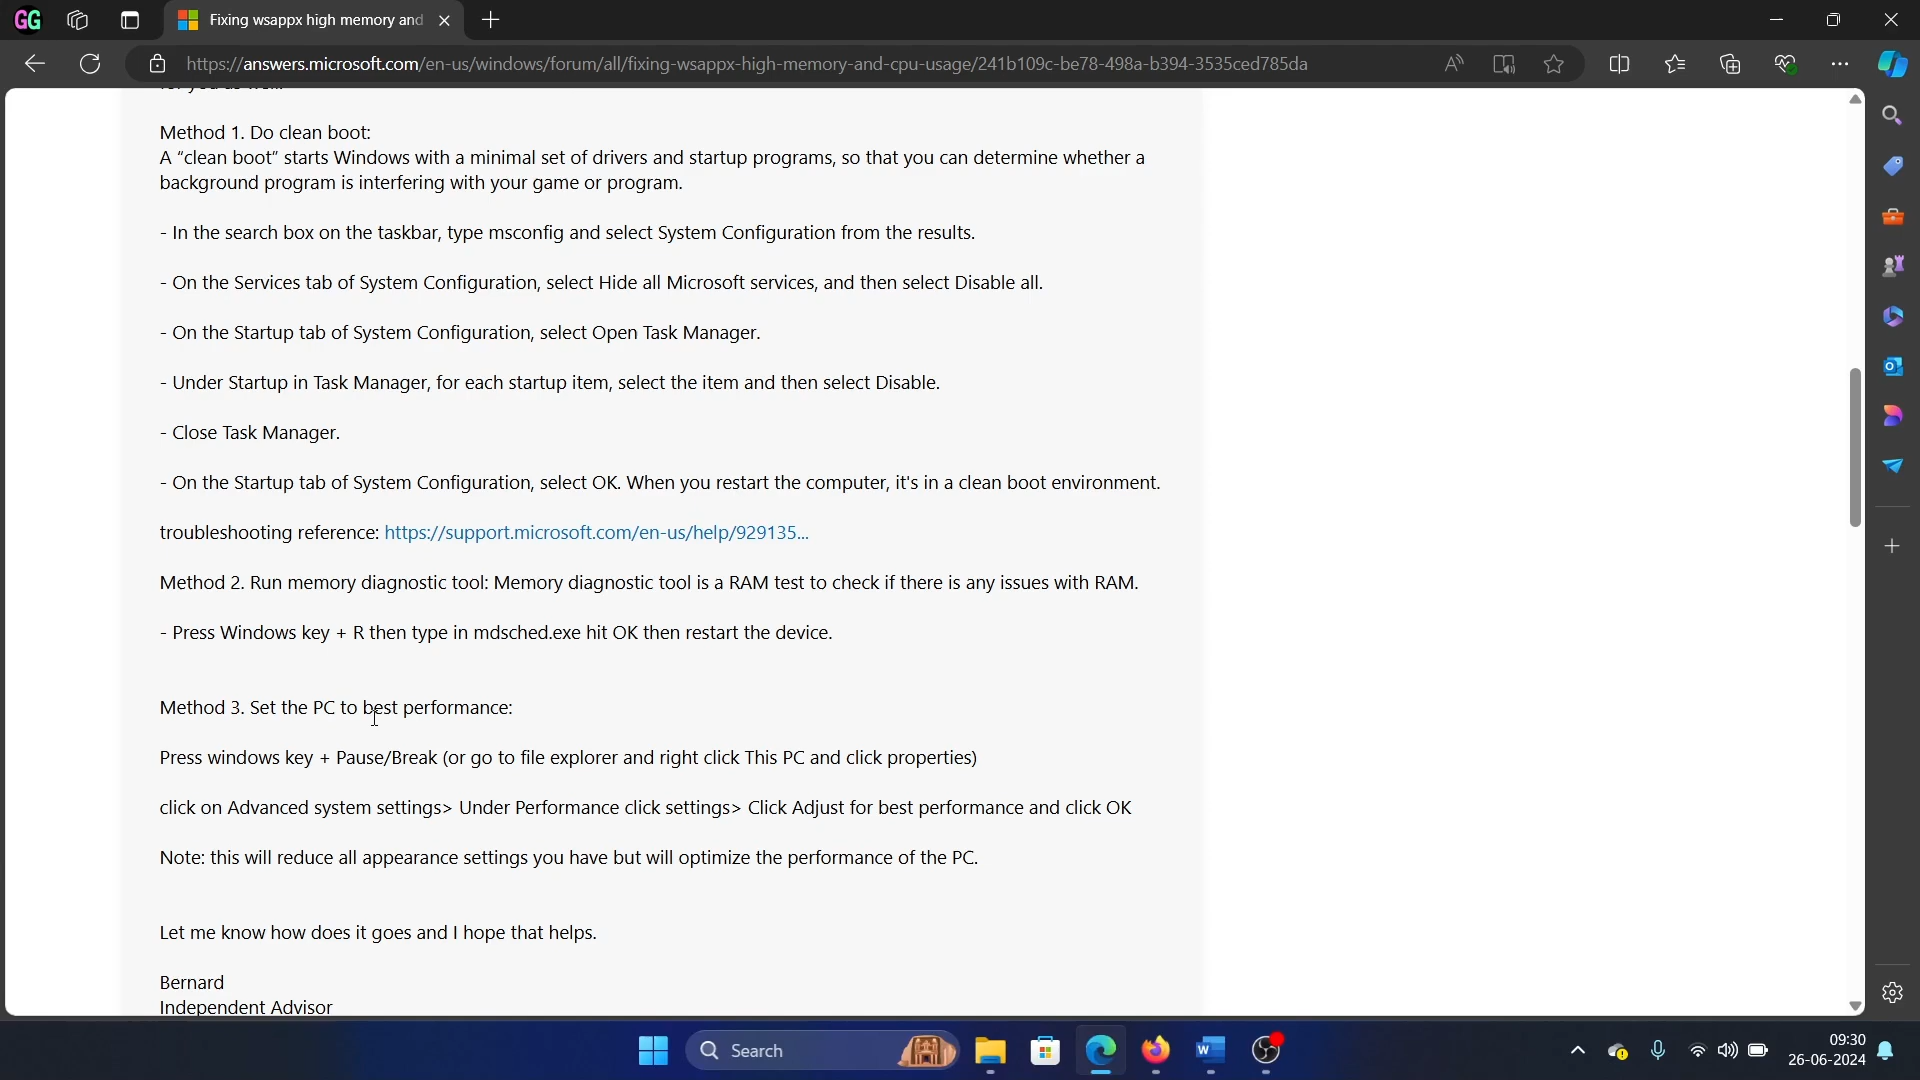 Fixing wsappx high memory and
https://answers.microsoft.com/en-us/windows/forum/all/fixing-wsappx-high-memory-and-cpu-usage/241b109c-be78-498a-b394-3535ced785da
Method 1. Do clean boot:
A “clean boot” starts Windows with a minimal set of drivers and startup programs, so that you can determine whether a
background program is interfering with your game or program.
- In the search box on the taskbar, type msconfig and select System Configuration from the results.
- On the Services tab of System Configuration, select Hide all Microsoft services, and then select Disable all.
- On the Startup tab of System Configuration, select Open Task Manager.
- Under Startup in Task Manager, for each startup item, select the item and then select Disable.
- Close Task Manager.
- On the Startup tab of System Configuration, select OK. When you restart the computer, it's in a clean boot environment.
troubleshooting reference: https://support.microsoft.com/en-us/help/929135...
Method 2. Run memory diagnostic tool: Memory diagnostic tool is a RAM test to check if there is any issues with RAM.
- Press Windows key + R then type in mdsched.exe hit OK then restart the device.
Method 3. Set the PC to best performance:
Press windows key + Pause/Break (or go to file explorer and right click This PC and click properties)
click on Advanced system settings> Under Performance click settings> Click Adjust for best performance and click OK
Note: this will reduce all appearance settings you have but will optimize the performance of the PC.
Let me know how does it goes and I hope that helps.
Bernard
Independent Advisor
Search
09:30
26-06-2024